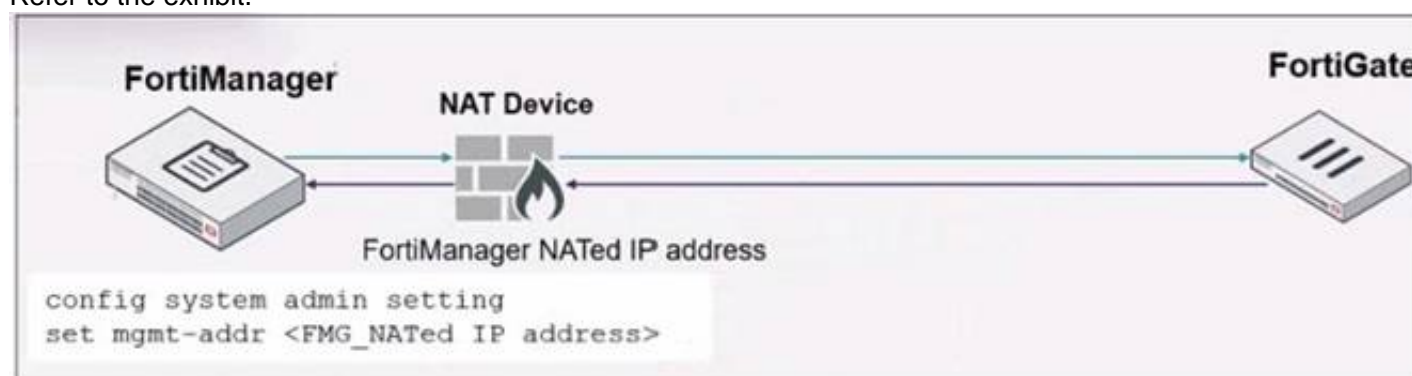 Refer to the exhibit.
FortiManager
NAT Device
FortiGate
FortiManager NATed IP address
config system admin setting
set mgmt-addr <FMG_NATed IP address>